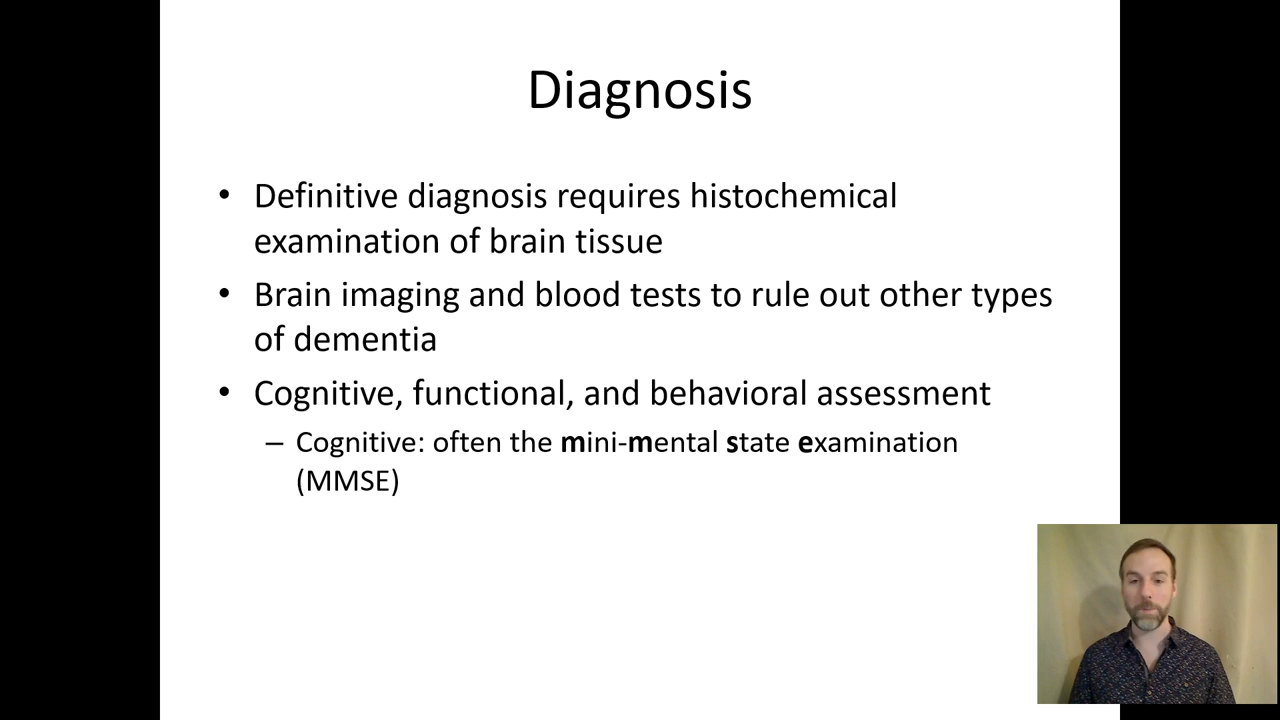 Diagnosis
• Definitive diagnosis requires histochemical
examination of brain tissue
• Brain imaging and blood tests to rule out other types
of dementia
• Cognitive, functional, and behavioral assessment
– Cognitive: often the mini-mental state examination
(MMSE)